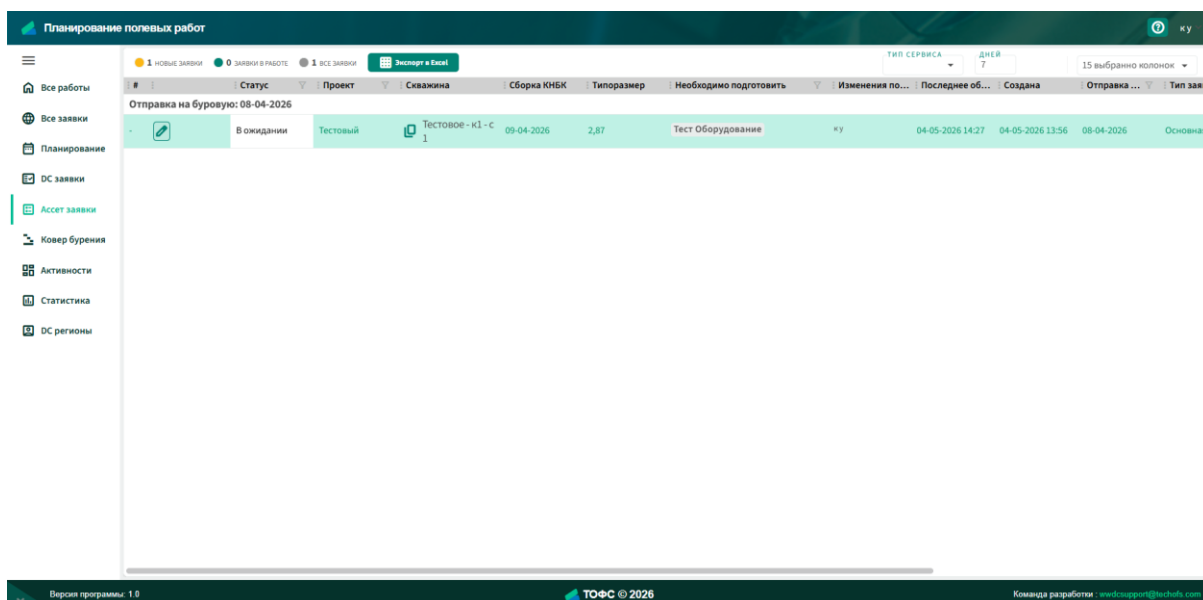 Планирование полевых работ
ку
1 НОВЫЕ ЗАЯВКИ 0 ЗАЯВКИ В РАБОТЕ 1 ВСЕ ЗАЯВКИ Экспорт в Excel
ТИП СЕРВИСА
ДНЕЙ
7
15 выбранно колонок
Все работы
Все заявки
Планирование
DC заявки
Ассет заявки
Ковер бурения
Активности
Статистика
DC регионы
# Статус Проект Скважина Сборка КНБК Типоразмер Необходимо подготовить Изменения по... Последнее об... Создана Отправка ... Тип зая
Отправка на буровую: 08-04-2026
- В ожидании Тестовый Тестовое - к1 - с 09-04-2026 2,87 Тест Оборудование ку 04-05-2026 14:27 04-05-2026 13:56 08-04-2026 Основна
1
Версия программы: 1.0
ТОФС © 2026
Команда разработки : wwdcsupport@tochofs.com